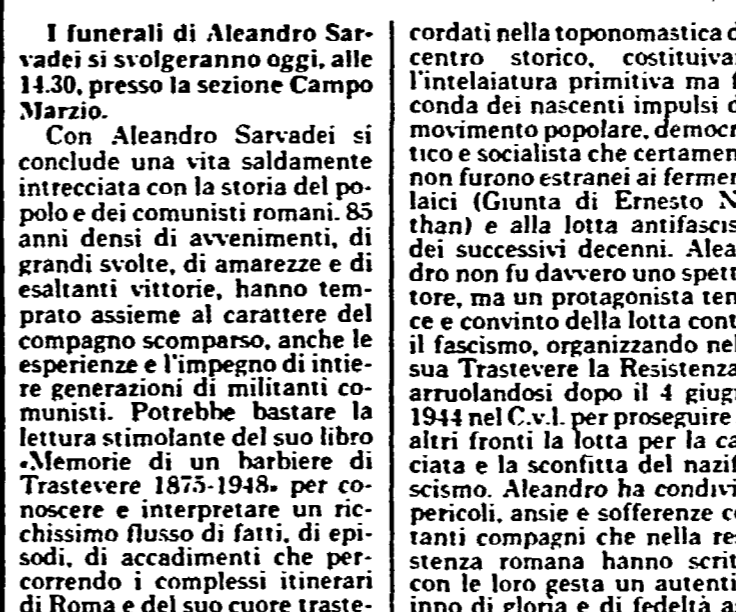 I funerali di Aleandro Sar-
vadei si svolgeranno oggi, alle
14.30, presso la sezione Campo
Marzio.
Con Aleandro Sarvadei si
conclude una vita saldamente
intrecciata con la storia del po-
polo e dei comunisti romani. 85
anni densi di avvenimenti, di
grandi svolte, di amarezze e di
esaltanti vittorie, hanno tem-
prato assieme al carattere del
compagno scomparso, anche le
esperienze e l'impegno di intie-
re generazioni di militanti co-
munisti. Potrebbe bastare la
lettura stimolante del suo libro
«Memorie di un barbiere di
Trastevere 1875-1948» per co-
noscere e interpretare un ric-
chissimo flusso di fatti, di epi-
sodi, di accadimenti che per-
correndo i complessi itinerari
di Roma e del suo cuore traste-
cordati nella toponomastica d
centro storico, costituiva
l'intelaiatura primitiva ma f
conda dei nascenti impulsi d
movimento popolare, democr
tico e socialista che certamen
non furono estranei ai fermen
laici (Giunta di Ernesto N
than) e alla lotta antifascis
dei successivi decenni. Alea
dro non fu davvero uno spett
tore, ma un protagonista ten
ce e convinto della lotta cont
il fascismo, organizzando nel
sua Trastevere la Resistenza
arruolandosi dopo il 4 giug
1944 nel C.v.l. per proseguire
altri fronti la lotta per la ca
ciata e la sconfitta del nazif
scismo. Aleandro ha condivi
pericoli, ansie e sofferenze c
tanti compagni che nella re
stenza romana hanno scrit
con le loro gesta un autenti
inno di gloria e di fedeltà a